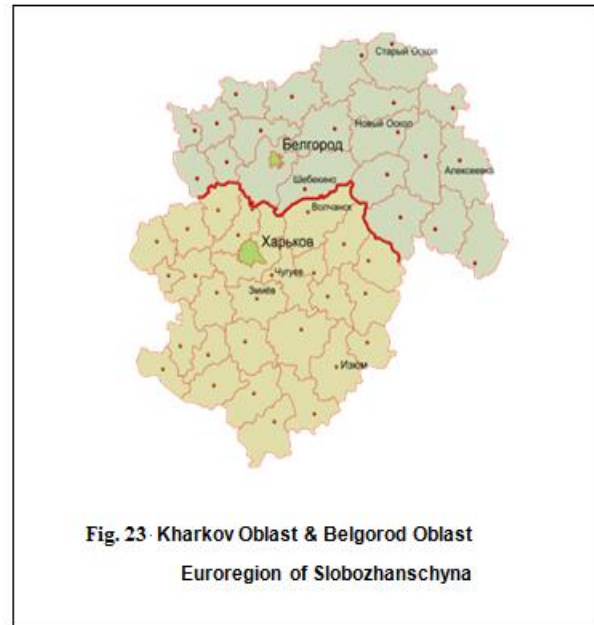 Старый Оскол
Новый Оскол
Белгород
Алексеевка
Шебекино
Волчанск
Харьков
Чугуев
Змиёв
Изюм
Fig. 23 Kharkov Oblast & Belgorod Oblast
Euroregion of Slobozhanschyna